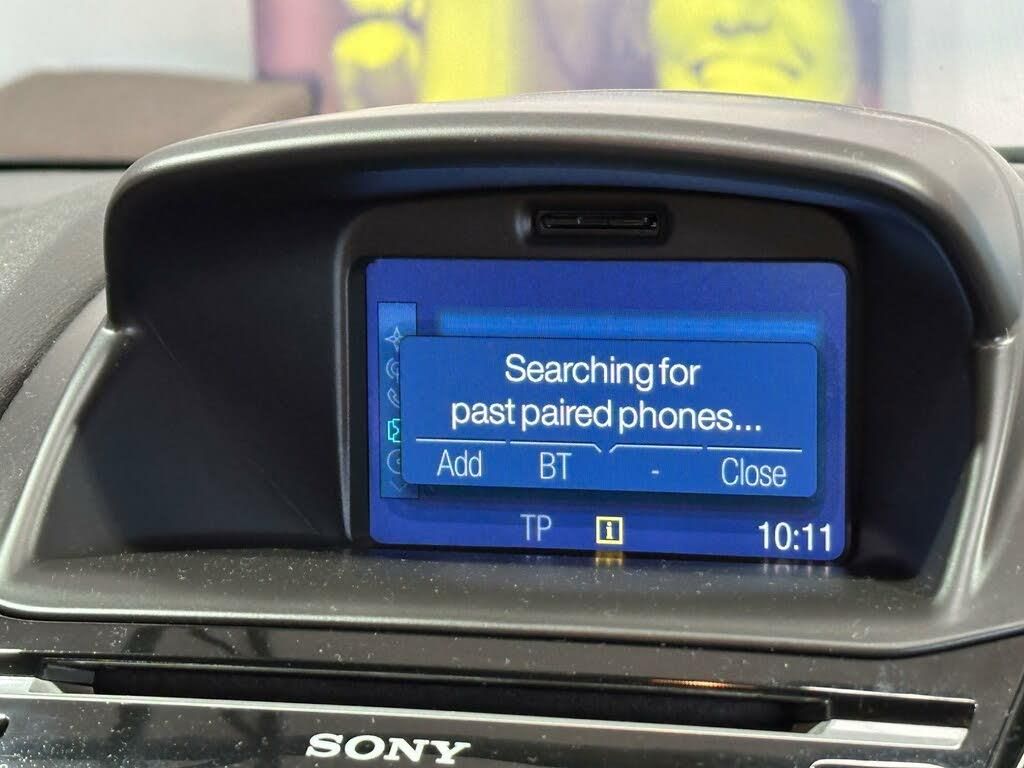 Searching for
past paired phones...
Add BT - Close
TP i 10:11
SONY